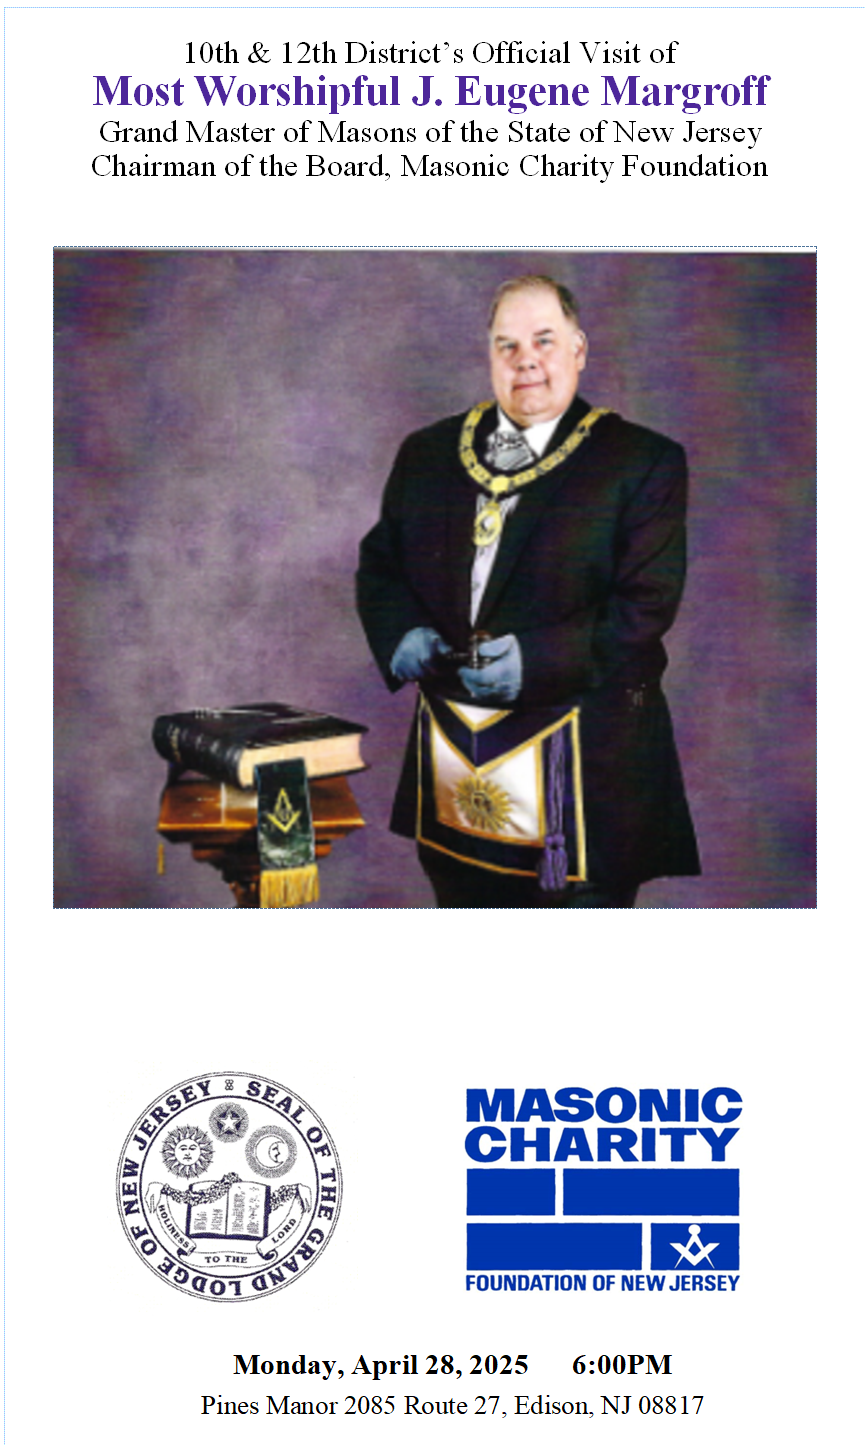 10th & 12th District’s Official Visit of
Most Worshipful J. Eugene Margroff
Grand Master of Masons of the State of New Jersey
Chairman of the Board, Masonic Charity Foundation
SEAL OF THE GRAND LODGE OF NEW JERSEY
HOLINESS TO THE LORD
MASONIC
CHARITY
FOUNDATION OF NEW JERSEY
Monday, April 28, 2025 6:00PM
Pines Manor 2085 Route 27, Edison, NJ 08817